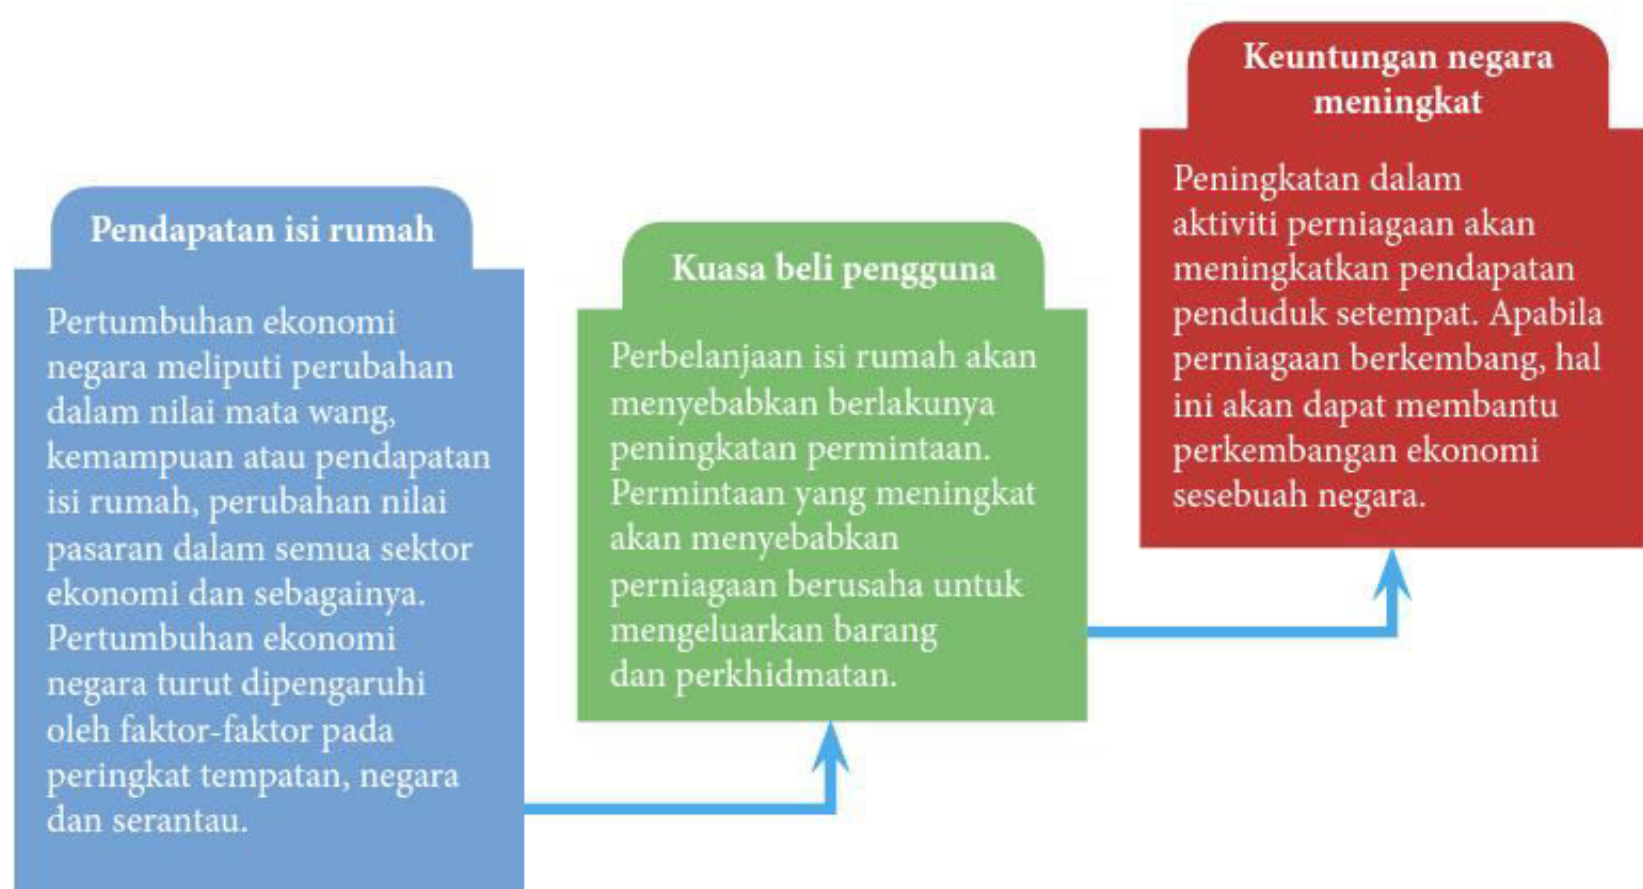 Pendapatan isi rumah
Pertumbuhan ekonomi
negara meliputi perubahan
dalam nilai mata wang,
kemampuan atau pendapatan
isi rumah, perubahan nilai
pasaran dalam semua sektor
ekonomi dan sebagainya.
Pertumbuhan ekonomi
negara turut dipengaruhi
oleh faktor-faktor pada
peringkat tempatan, negara
dan serantau.
Kuasa beli pengguna
Perbelanjaan isi rumah akan
menyebabkan berlakunya
peningkatan permintaan.
Permintaan yang meningkat
akan menyebabkan
perniagaan berusaha untuk
mengeluarkan barang
dan perkhidmatan.
Keuntungan negara
meningkat
Peningkatan dalam
aktiviti perniagaan akan
meningkatkan pendapatan
penduduk setempat. Apabila
perniagaan berkembang, hal
ini akan dapat membantu
perkembangan ekonomi
sesebuah negara.